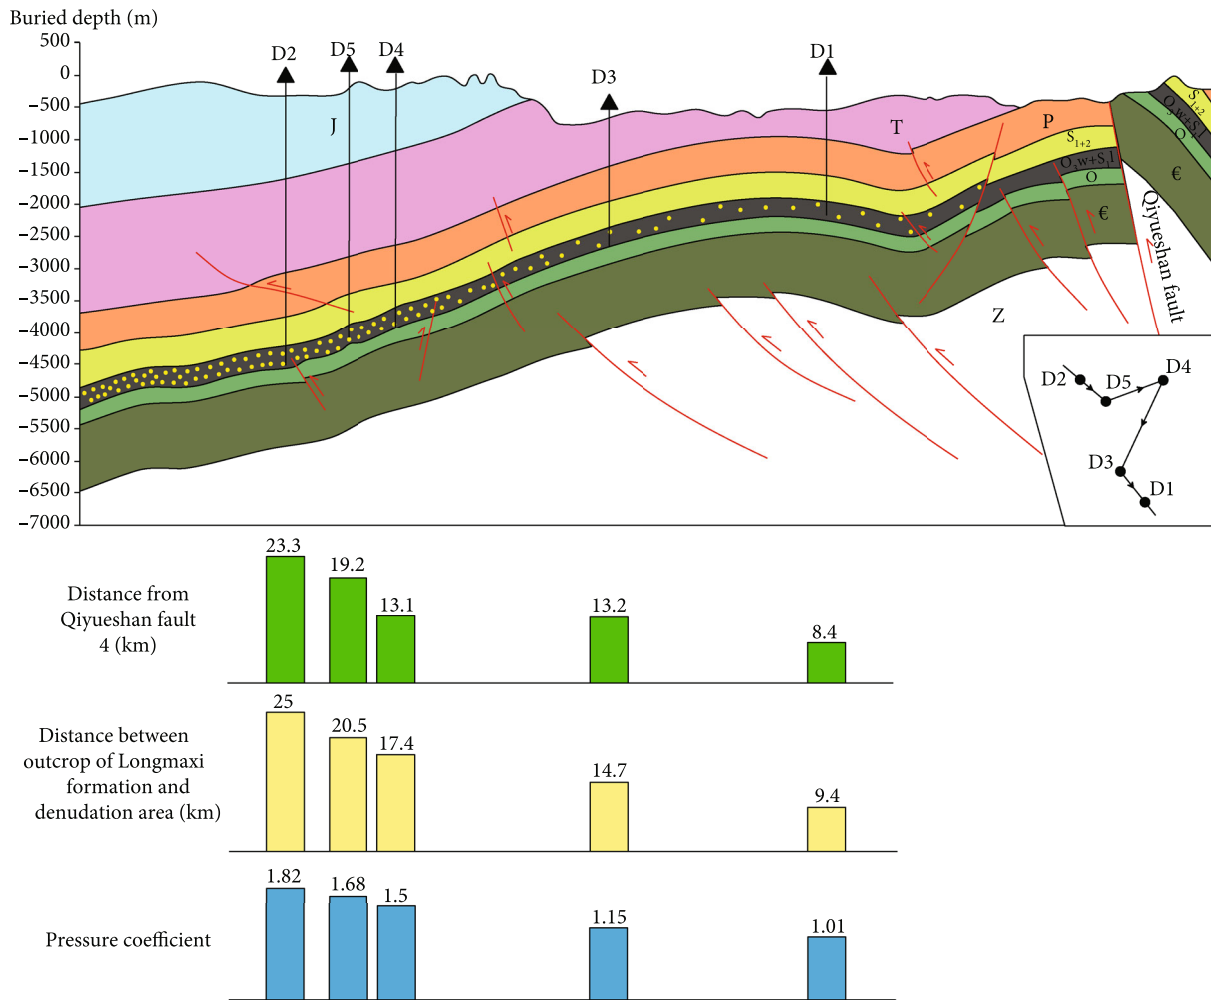 Buried depth (m)
500
0
–500
–1000
–1500
–2000
–2500
–3000
–3500
–4000
–4500
–5000
–5500
–6000
–6500
–7000
D2
D5
D4
D3
D1
J
T
P
S1+2
O3w+S1l
O
€
Z
S1+2
O3w+S1l
O
€
Qiyueshan fault
D2
D5
D4
D3
D1
Distance from
Qiyueshan fault
4 (km)
23.3
19.2
13.1
13.2
8.4
Distance between
outcrop of Longmaxi
formation and
denudation area (km)
25
20.5
17.4
14.7
9.4
Pressure coefficient
1.82
1.68
1.5
1.15
1.01